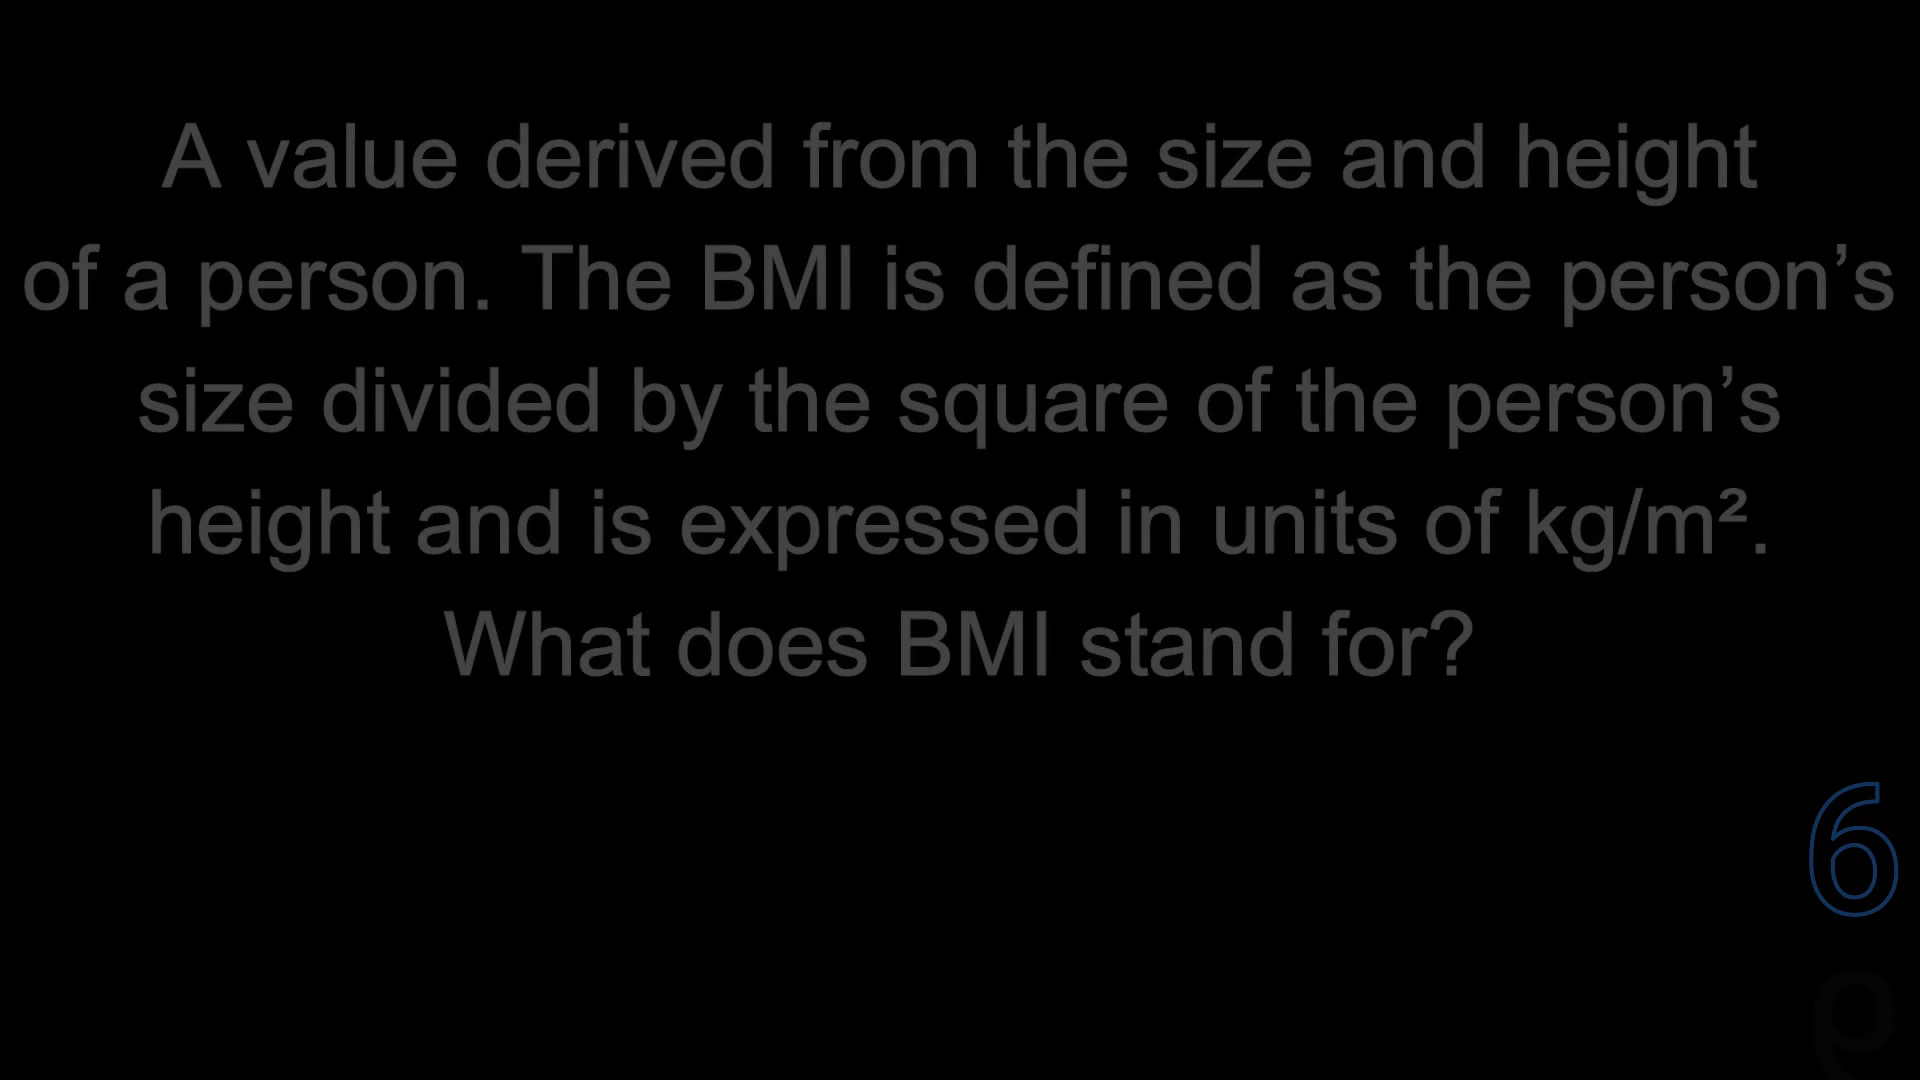 A value derived from the size and height
of a person. The BMI is defined as the person’s
size divided by the square of the person’s
height and is expressed in units of kg/m².
What does BMI stand for?
6